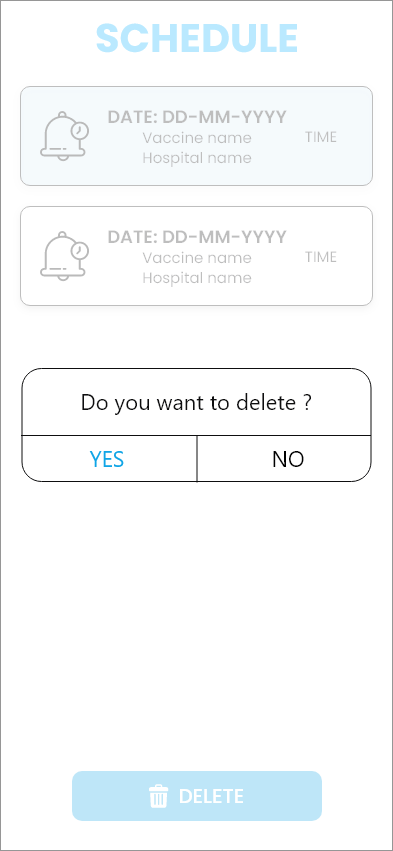 SCHEDULE
DATE: DD-MM-YYYY
Vaccine name
TIME
Hospital name
DATE: DD-MM-YYYY
Vaccine name
TIME
Hospital name
Do you want to delete ?
YES
NO
DELETE